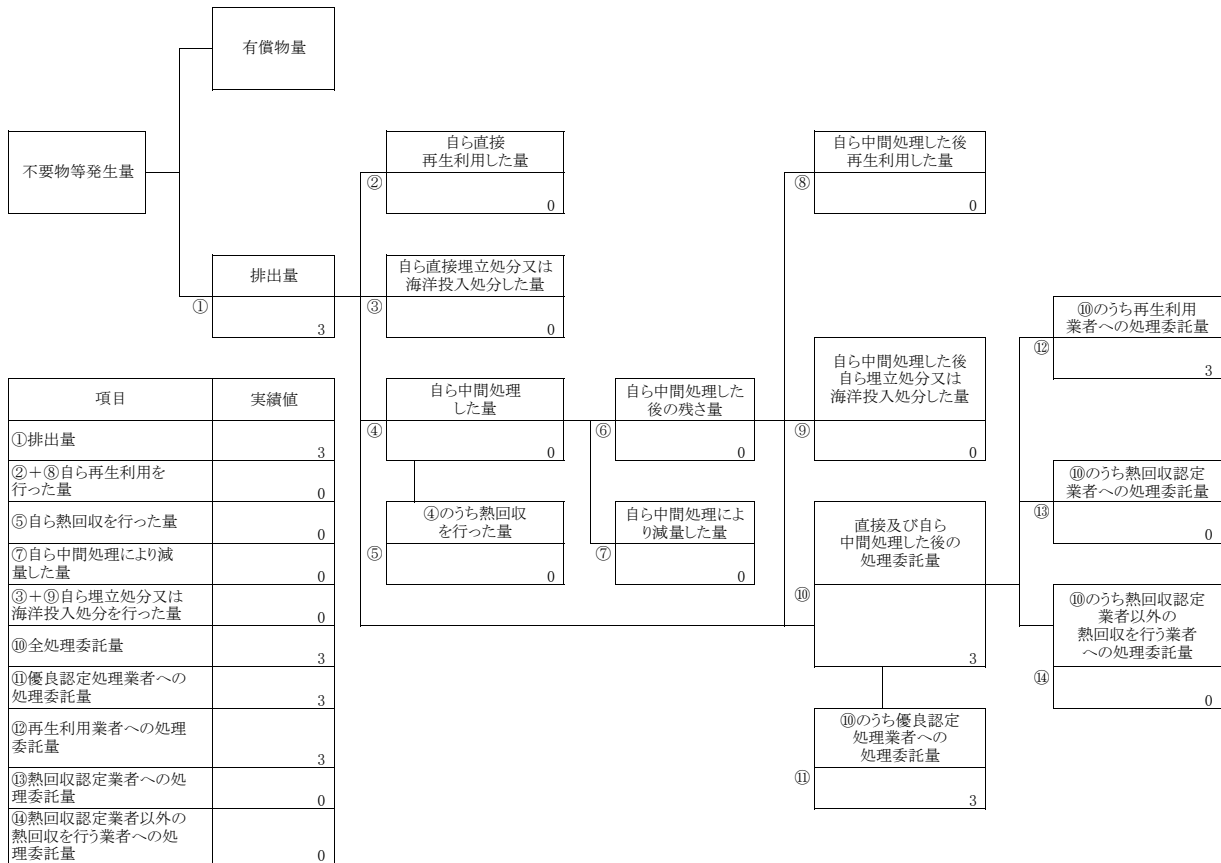 有償物量
不要物等発生量
自ら直接
再生利用した量
②
0
自ら中間処理した後
再生利用した量
⑧
0
排出量
①
3
自ら直接埋立処分又は
海洋投入処分した量
③
0
⑩のうち再生利用
業者への処理委託量
⑫
3
項目
実績値
①排出量
3
②+⑧自ら再生利用を
行った量
0
⑤自ら熱回収を行った量
0
⑦自ら中間処理により減
量した量
0
③+⑨自ら埋立処分又は
海洋投入処分を行った量
0
⑩全処理委託量
3
⑪優良認定処理業者への
処理委託量
3
⑫再生利用業者への処理
委託量
3
⑬熱回収認定業者への処
理委託量
0
⑭熱回収認定業者以外の
熱回収を行う業者への処
理委託量
0
自ら中間処理
した量
④
0
自ら中間処理した
後の残さ量
⑥
0
自ら中間処理した後
自ら埋立処分又は
海洋投入処分した量
⑨
0
⑩のうち熱回収認定
業者への処理委託量
⑬
0
④のうち熱回収
を行った量
⑤
0
自ら中間処理によ
り減量した量
⑦
0
直接及び自ら
中間処理した後の
処理委託量
⑩
3
⑩のうち熱回収認定
業者以外の
熱回収を行う業者
への処理委託量
⑭
0
⑩のうち優良認定
処理業者への
処理委託量
⑪
3